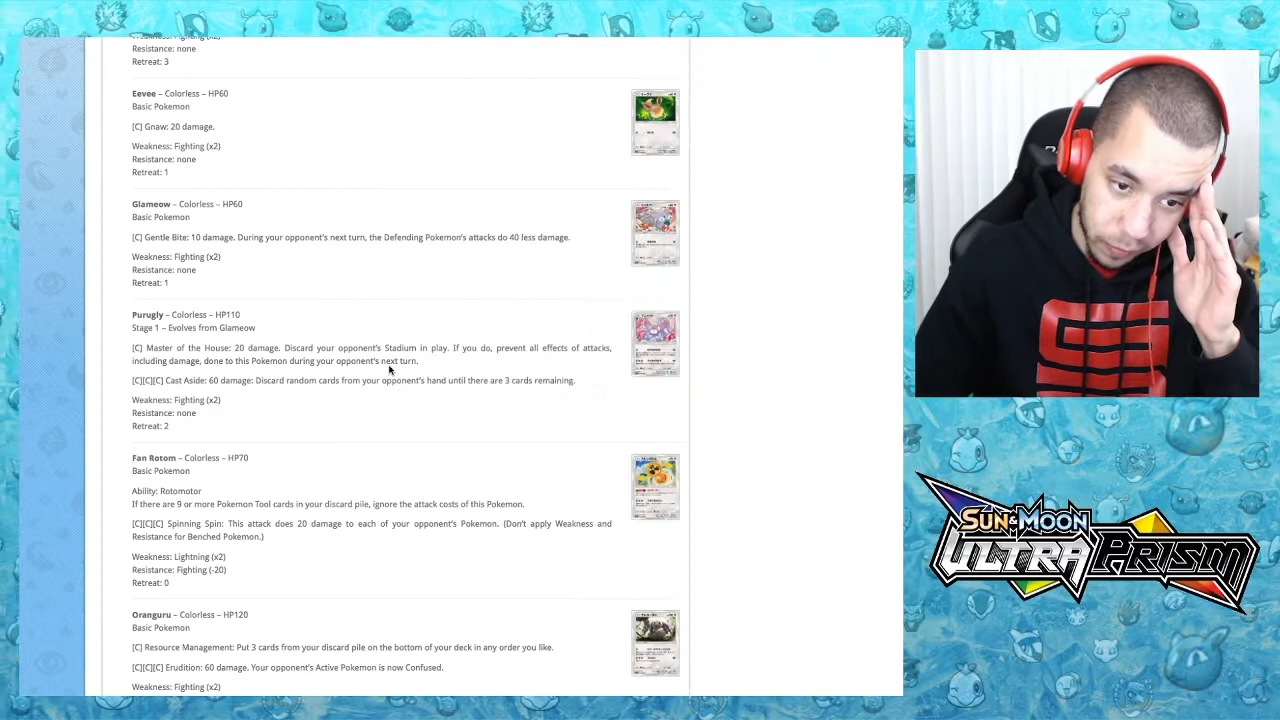 Weakness: Fighting (x2)
Resistance: none
Retreat: 3
Eevee – Colorless – HP60
Basic Pokemon
[C] Gnaw: 20 damage.
Weakness: Fighting (x2)
Resistance: none
Retreat: 1
Glameow – Colorless – HP60
Basic Pokemon
[C] Gentle Bite: 10 damage. During your opponent's next turn, the Defending Pokemon's attacks do 40 less damage.
Weakness: Fighting (x2)
Resistance: none
Retreat: 1
Purugly – Colorless – HP110
Stage 1 – Evolves from Glameow
[C] Master of the House: 20 damage. Discard your opponent's Stadium in play. If you do, prevent all effects of attacks,
including damage, done to this Pokemon during your opponent's next turn.
[C][C][C] Cast Aside: 60 damage: Discard random cards from your opponent's hand until there are 3 cards remaining.
Weakness: Fighting (x2)
Resistance: none
Retreat: 2
Fan Rotom – Colorless – HP70
Basic Pokemon
Ability: Rotomotor
If there are 9 or more Pokemon Tool cards in your discard pile, ignore the attack costs of this Pokemon.
[C][C][C] Spinning Spin: This attack does 20 damage to each of your opponent's Pokemon. (Don't apply Weakness and
Resistance for Benched Pokemon.)
Weakness: Lightning (x2)
Resistance: Fighting (-20)
Retreat: 0
Oranguru – Colorless – HP120
Basic Pokemon
[C] Resource Management: Put 3 cards from your discard pile on the bottom of your deck in any order you like.
[C][C][C] Erudition: 60 damage. Your opponent's Active Pokemon is now Confused.
Weakness: Fighting (x2)
SUN & MOON
ULTRA PRISM